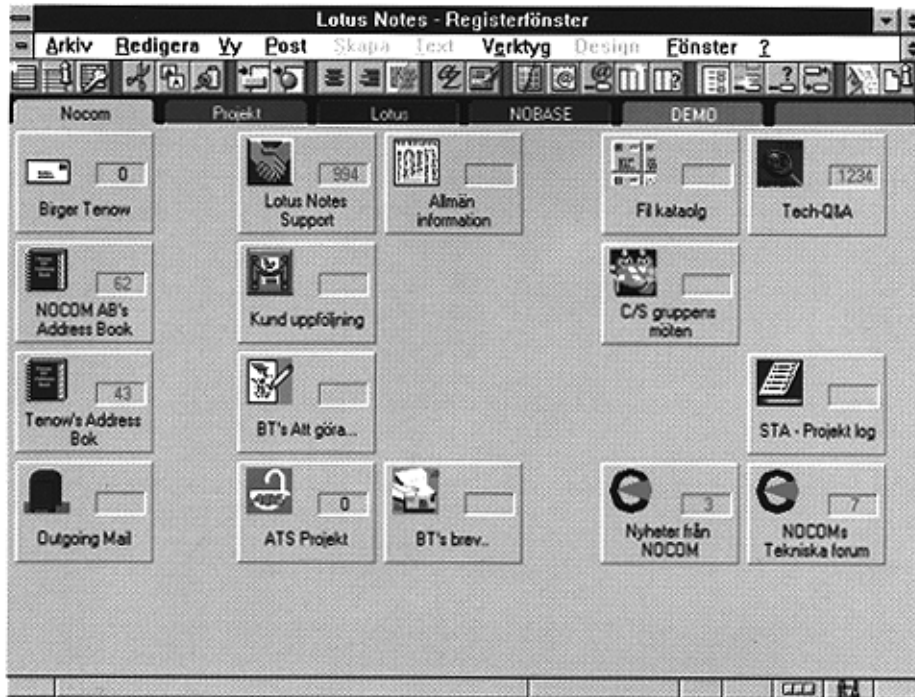 Lotus Notes - Registerfönster
Arkiv Redigera Vy Post Skapa Text Verktyg Design Fönster ?
Nocom Projekt Lotus NOBASE DEMO
0
Birger Tenow
994
Lotus Notes
Support
Allmän
information
Fil kataolg
1234
Tech-Q&A
62
NOCOM AB's
Address Book
Kund uppföljning
C/S gruppens
möten
43
Tenow's Address
Bok
BT's Att göra...
STA - Projekt log
Outgoing Mail
0
ATS Projekt
BT's brev..
3
Nyheter från
NOCOM
7
NOCOMs
Tekniska forum